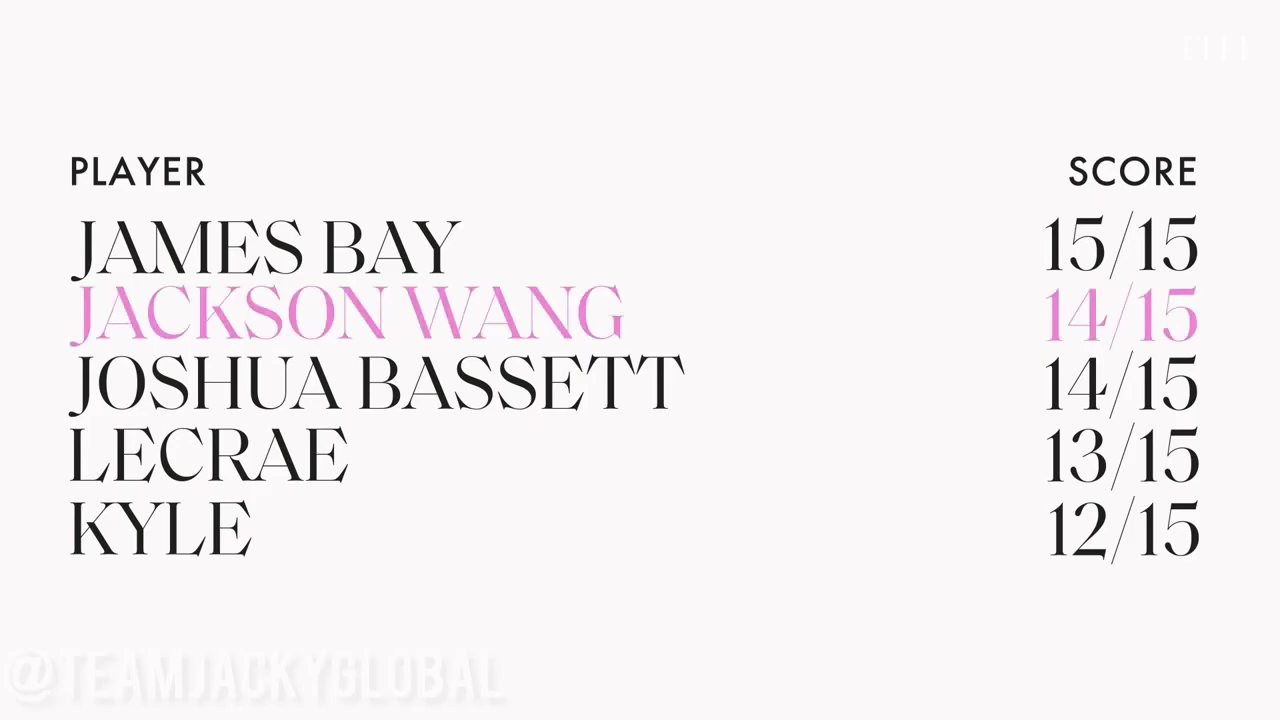 PLAYER SCORE
JAMES BAY 15/15
JACKSON WANG 14/15
JOSHUA BASSETT 14/15
LECRAE 13/15
KYLE 12/15
@TEAMJACKYGLOBAL